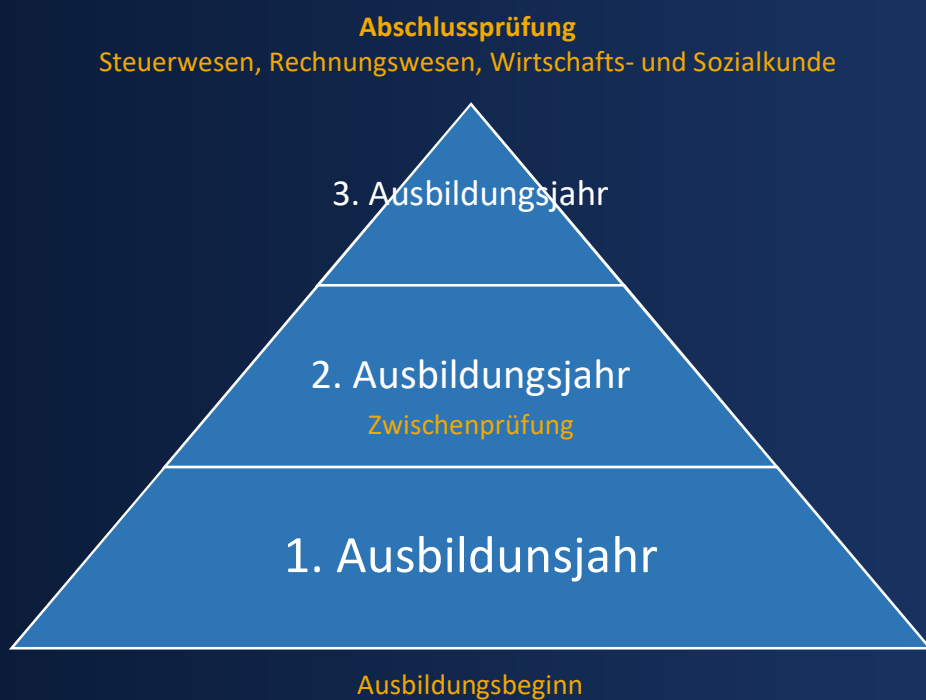 Abschlussprüfung
Steuerwesen, Rechnungswesen, Wirtschafts- und Sozialkunde
3. Ausbildungsjahr
2. Ausbildungsjahr
Zwischenprüfung
1. Ausbildunsjahr
Ausbildungsbeginn